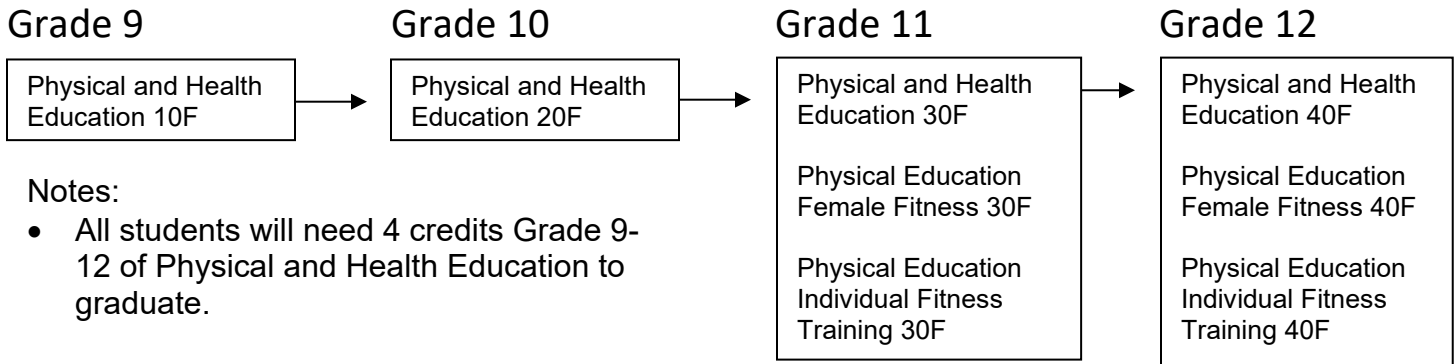 Grade 9
Physical and Health
Education 10F
Grade 10
Physical and Health
Education 20F
Grade 11
Physical and Health
Education 30F
Physical Education
Female Fitness 30F
Physical Education
Individual Fitness
Training 30F
Grade 12
Physical and Health
Education 40F
Physical Education
Female Fitness 40F
Physical Education
Individual Fitness
Training 40F
Notes:
• All students will need 4 credits Grade 9-
12 of Physical and Health Education to
graduate.